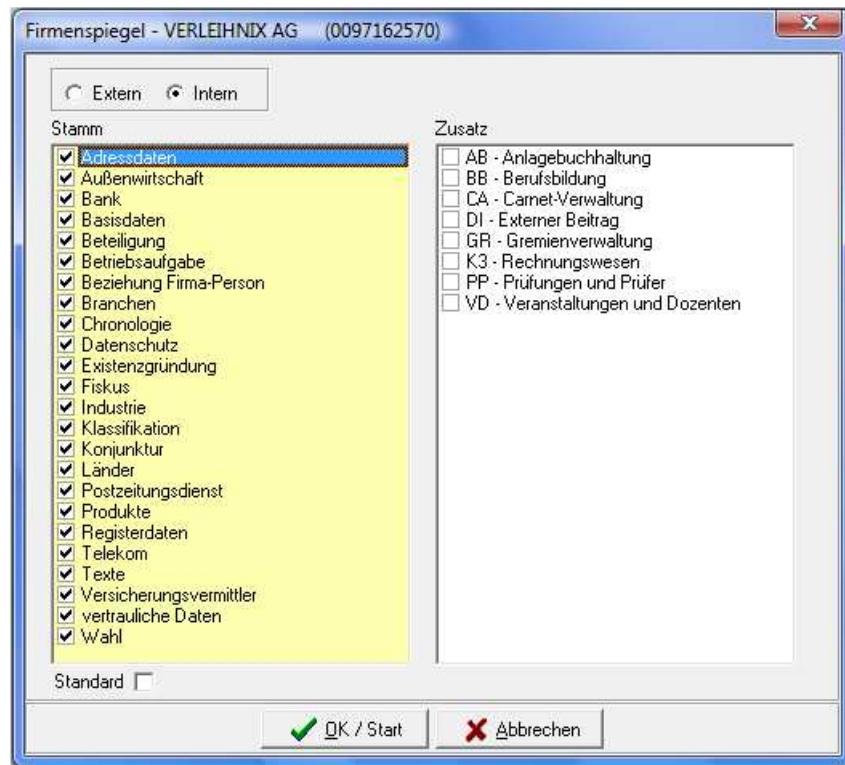 Firmenspiegel - VERLEIHNIX AG (0097162570)
Extern Intern
Stamm
Adressdaten
Außenwirtschaft
Bank
Basisdaten
Beteiligung
Betriebsaufgabe
Beziehung Firma-Person
Branchen
Chronologie
Datenschutz
Existenzgründung
Fiskus
Industrie
Klassifikation
Konjunktur
Länder
Postzeitungsdienst
Produkte
Registerdaten
Telekom
Texte
Versicherungsvermittler
vertrauliche Daten
Wahl
Zusatz
AB - Anlagebuchhaltung
BB - Berufsbildung
CA - Carnet-Verwaltung
DI - Externer Beitrag
GR - Gremienverwaltung
K3 - Rechnungswesen
PP - Prüfungen und Prüfer
VD - Veranstaltungen und Dozenten
Standard
OK / Start Abbrechen